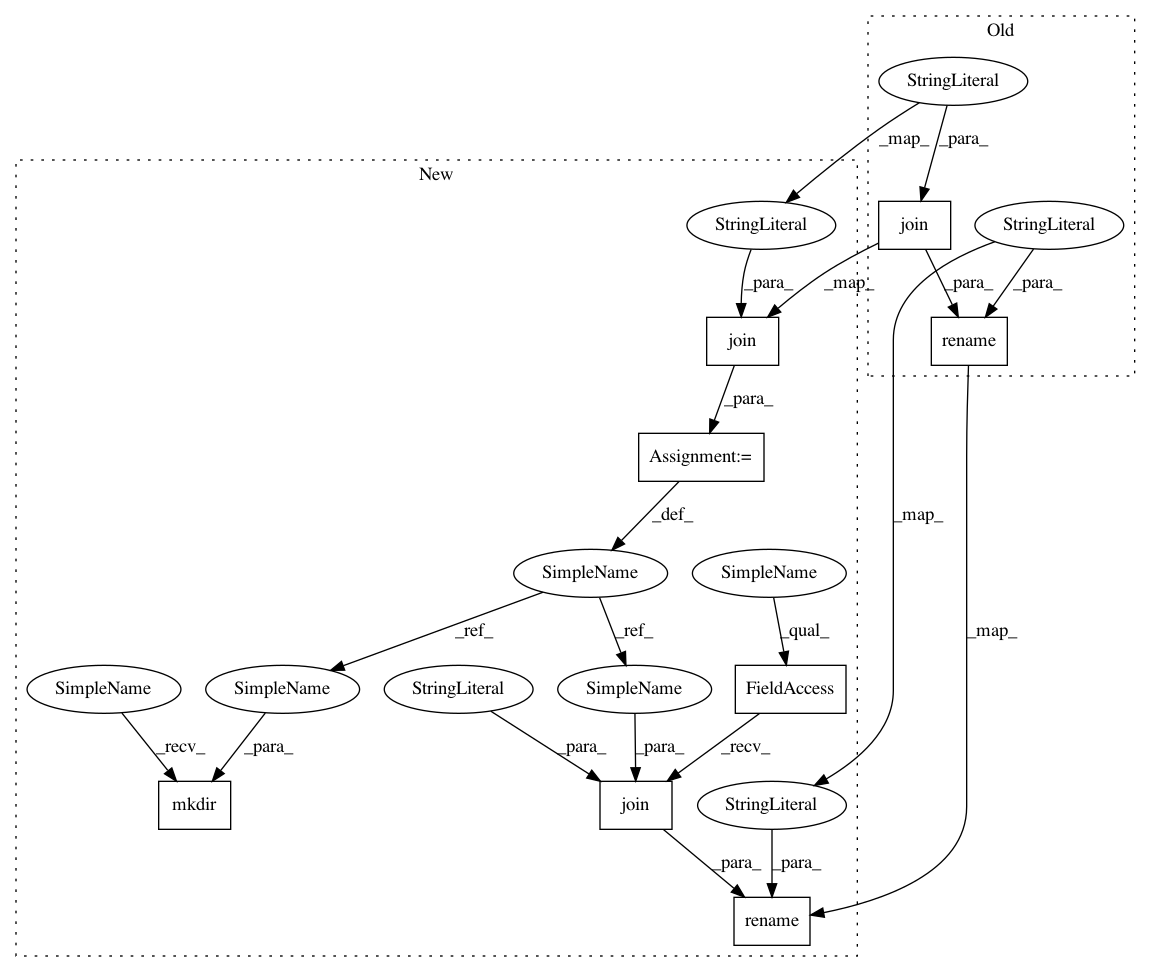 Old
StringLiteral
New
_map_ _para_
StringLiteral join StringLiteral
_para_ _map_ _para_ _para_
join rename
_para_
Assignment:=
_def_ _map_
SimpleName SimpleName
_ref_ _ref_ _qual_ _map_
SimpleName SimpleName StringLiteral SimpleName FieldAccess
_recv_ _para_ _para_ _para_ _recv_
mkdir join StringLiteral
_para_ _para_
rename